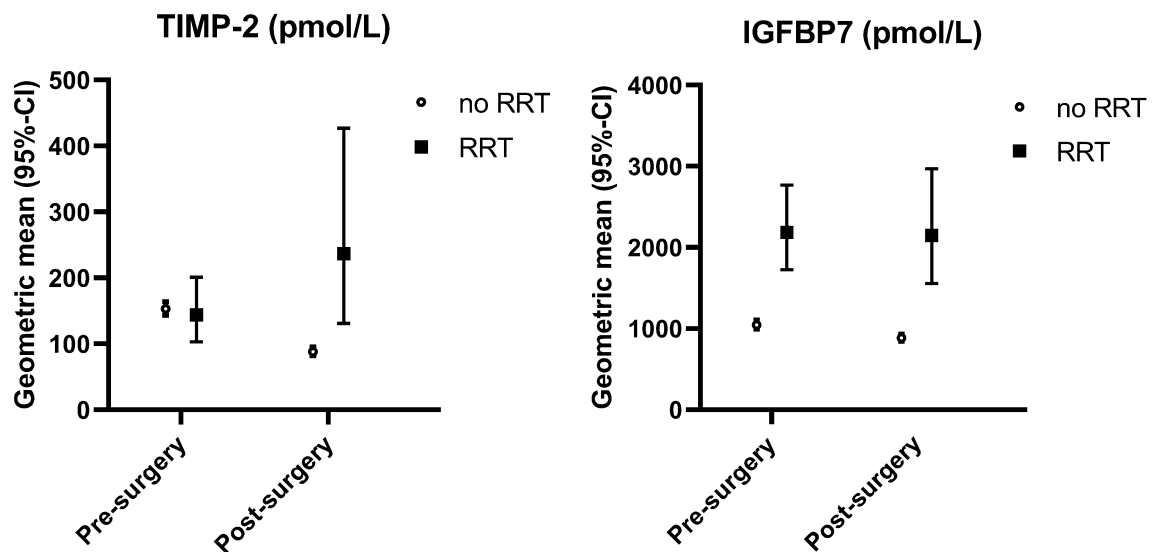 TIMP-2 (pmol/L)
Geometric mean (95%-CI)
500
400
300
200
100
0
Pre-surgery
Post-surgery
no RRT
RRT
IGFBP7 (pmol/L)
Geometric mean (95%-CI)
4000
3000
2000
1000
0
Pre-surgery
Post-surgery
no RRT
RRT